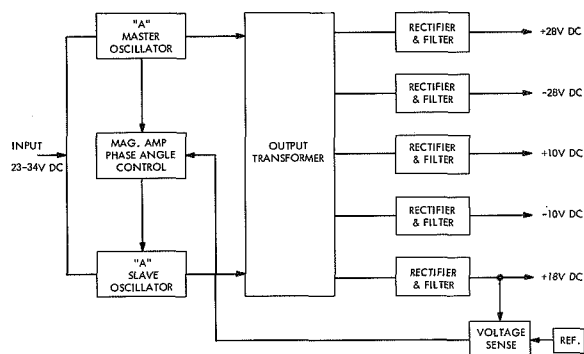 "A"
MASTER
OSCILLATOR
INPUT
23-34V DC
MAG. AMP
PHASE ANGLE
CONTROL
"A"
SLAVE
OSCILLATOR
OUTPUT
TRANSFORMER
RECTIFIER
& FILTER
+28V DC
RECTIFIER
& FILTER
-28V DC
RECTIFIER
& FILTER
+10V DC
RECTIFIER
& FILTER
-10V DC
RECTIFIER
& FILTER
+18V DC
VOLTAGE
SENSE
REF.